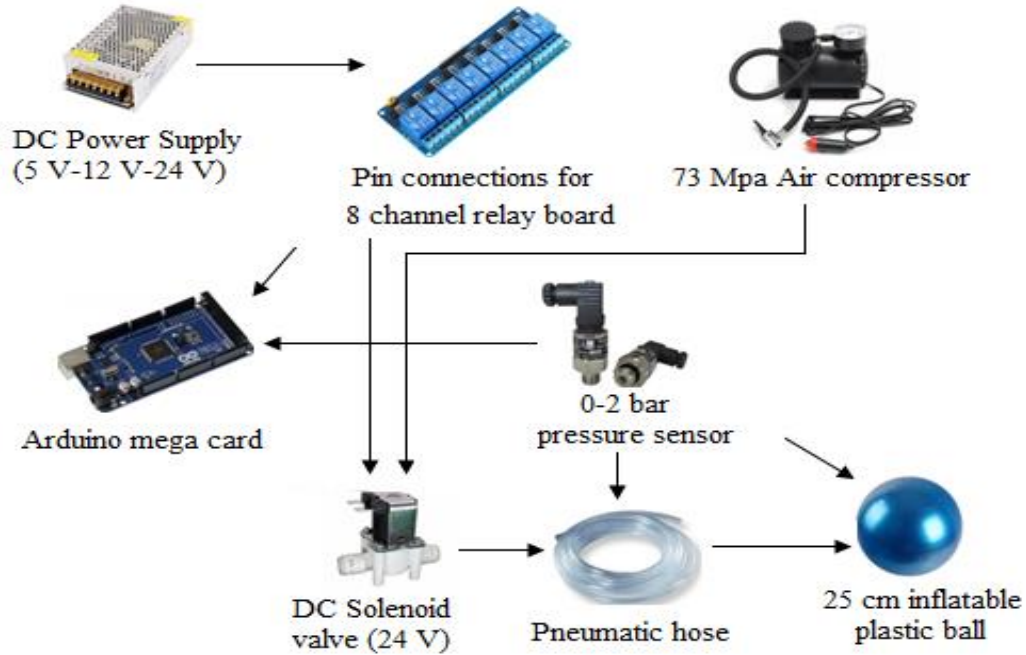 DC Power Supply
(5 V-12 V-24 V)
Pin connections for
8 channel relay board
73 Mpa Air compressor
Arduino mega card
0-2 bar
pressure sensor
DC Solenoid
valve (24 V)
Pneumatic hose
25 cm inflatable
plastic ball